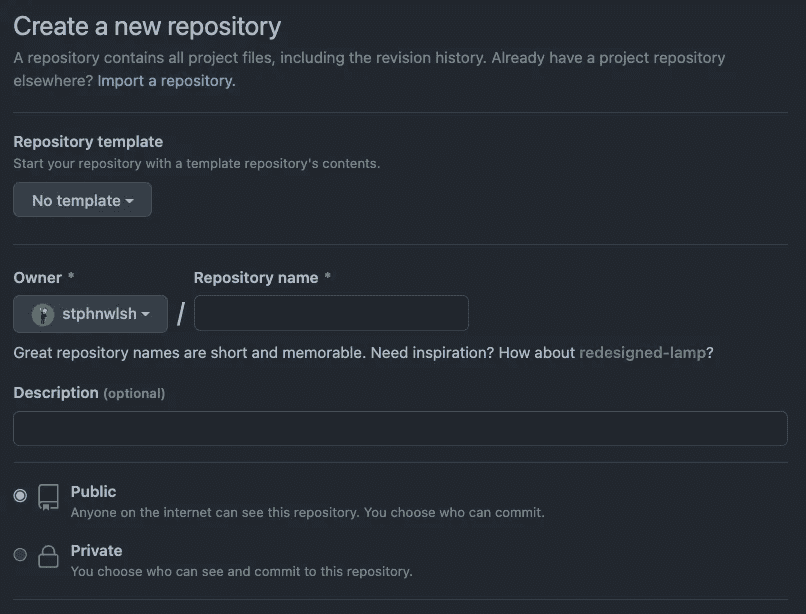 Create a new repository
A repository contains all project files, including the revision history. Already have a project repository
elsewhere? Import a repository.
Repository template
Start your repository with a template repository's contents.
No template
Owner * Repository name *
stphnwlsh /
Great repository names are short and memorable. Need inspiration? How about redesigned-lamp?
Description (optional)
Public
Anyone on the internet can see this repository. You choose who can commit.
Private
You choose who can see and commit to this repository.